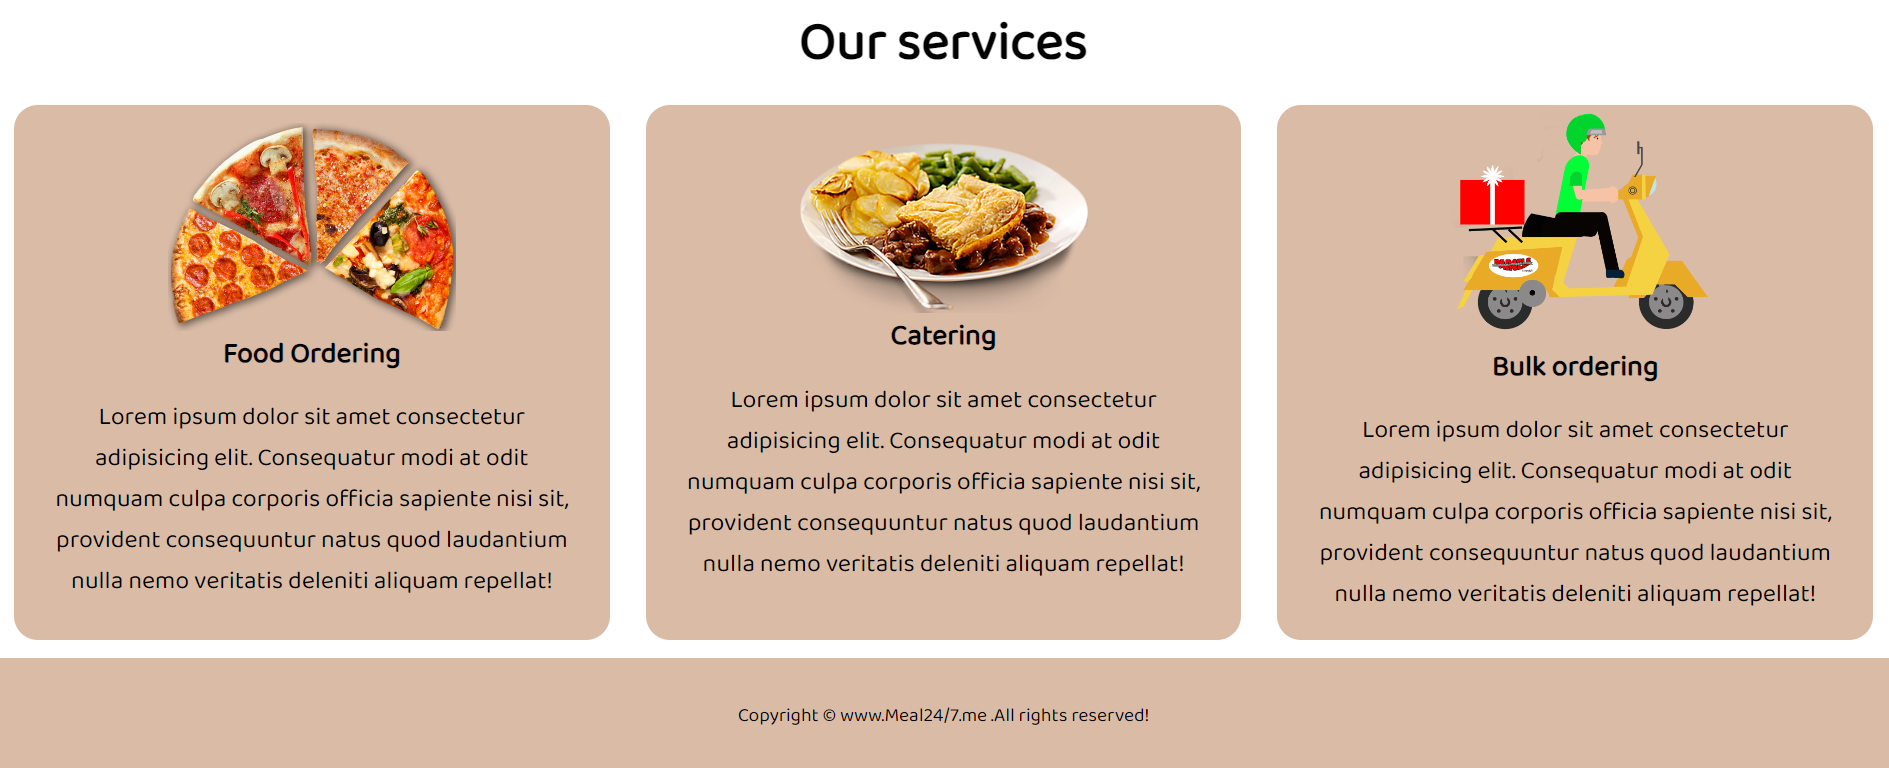 Our services
Food Ordering
Lorem ipsum dolor sit amet consectetur
adipisicing elit. Consequatur modi at odit
numquam culpa corporis officia sapiente nisi sit,
provident consequuntur natus quod laudantium
nulla nemo veritatis deleniti aliquam repellat!
Catering
Lorem ipsum dolor sit amet consectetur
adipisicing elit. Consequatur modi at odit
numquam culpa corporis officia sapiente nisi sit,
provident consequuntur natus quod laudantium
nulla nemo veritatis deleniti aliquam repellat!
Bulk ordering
Lorem ipsum dolor sit amet consectetur
adipisicing elit. Consequatur modi at odit
numquam culpa corporis officia sapiente nisi sit,
provident consequuntur natus quod laudantium
nulla nemo veritatis deleniti aliquam repellat!
Copyright © www.Meal24/7.me .All rights reserved!